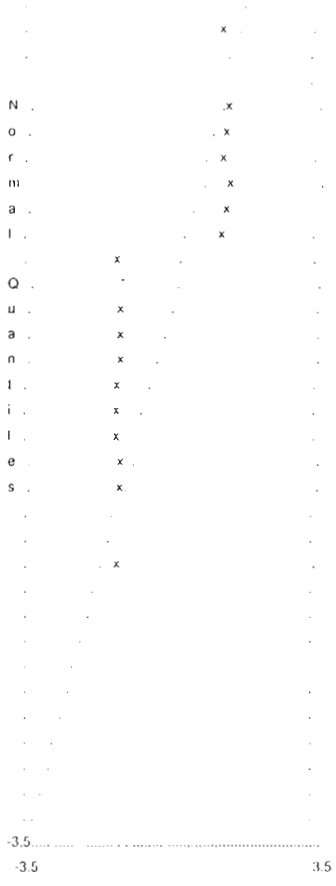 x
N x
o x
r x
m x
a x
l x
x
Q
u x
a x
n x
t x
i x
l x
e x
s x
x
-3.5
-3.5 3.5